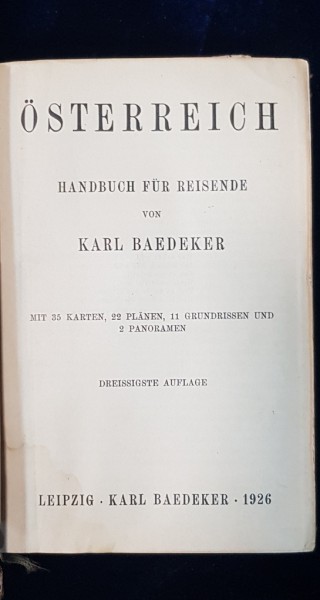 ÖSTERREICH
HANDBUCH FÜR REISENDE
VON
KARL BAEDEKER
MIT 35 KARTEN, 22 PLÄNEN, 11 GRUNDRISSEN UND
2 PANORAMEN
DREISSIGSTE AUFLAGE
LEIPZIG · KARL BAEDEKER · 1926